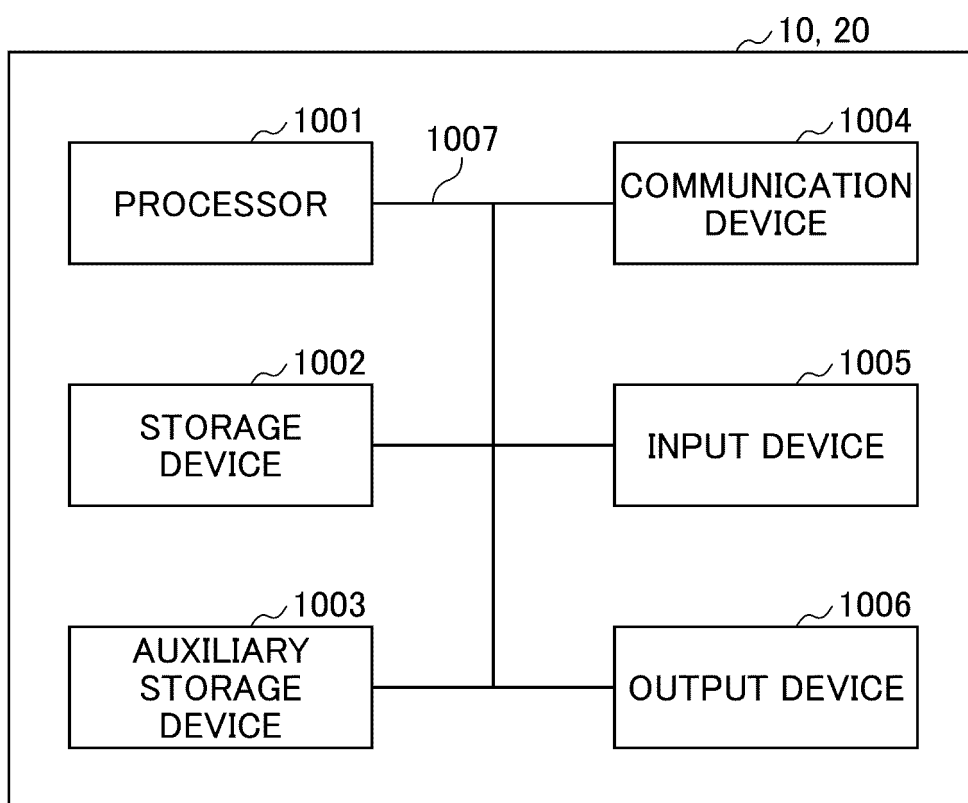 10, 20
1001
PROCESSOR
1007
1004
COMMUNICATION
DEVICE
1002
STORAGE
DEVICE
1005
INPUT DEVICE
1003
AUXILIARY
STORAGE
DEVICE
1006
OUTPUT DEVICE